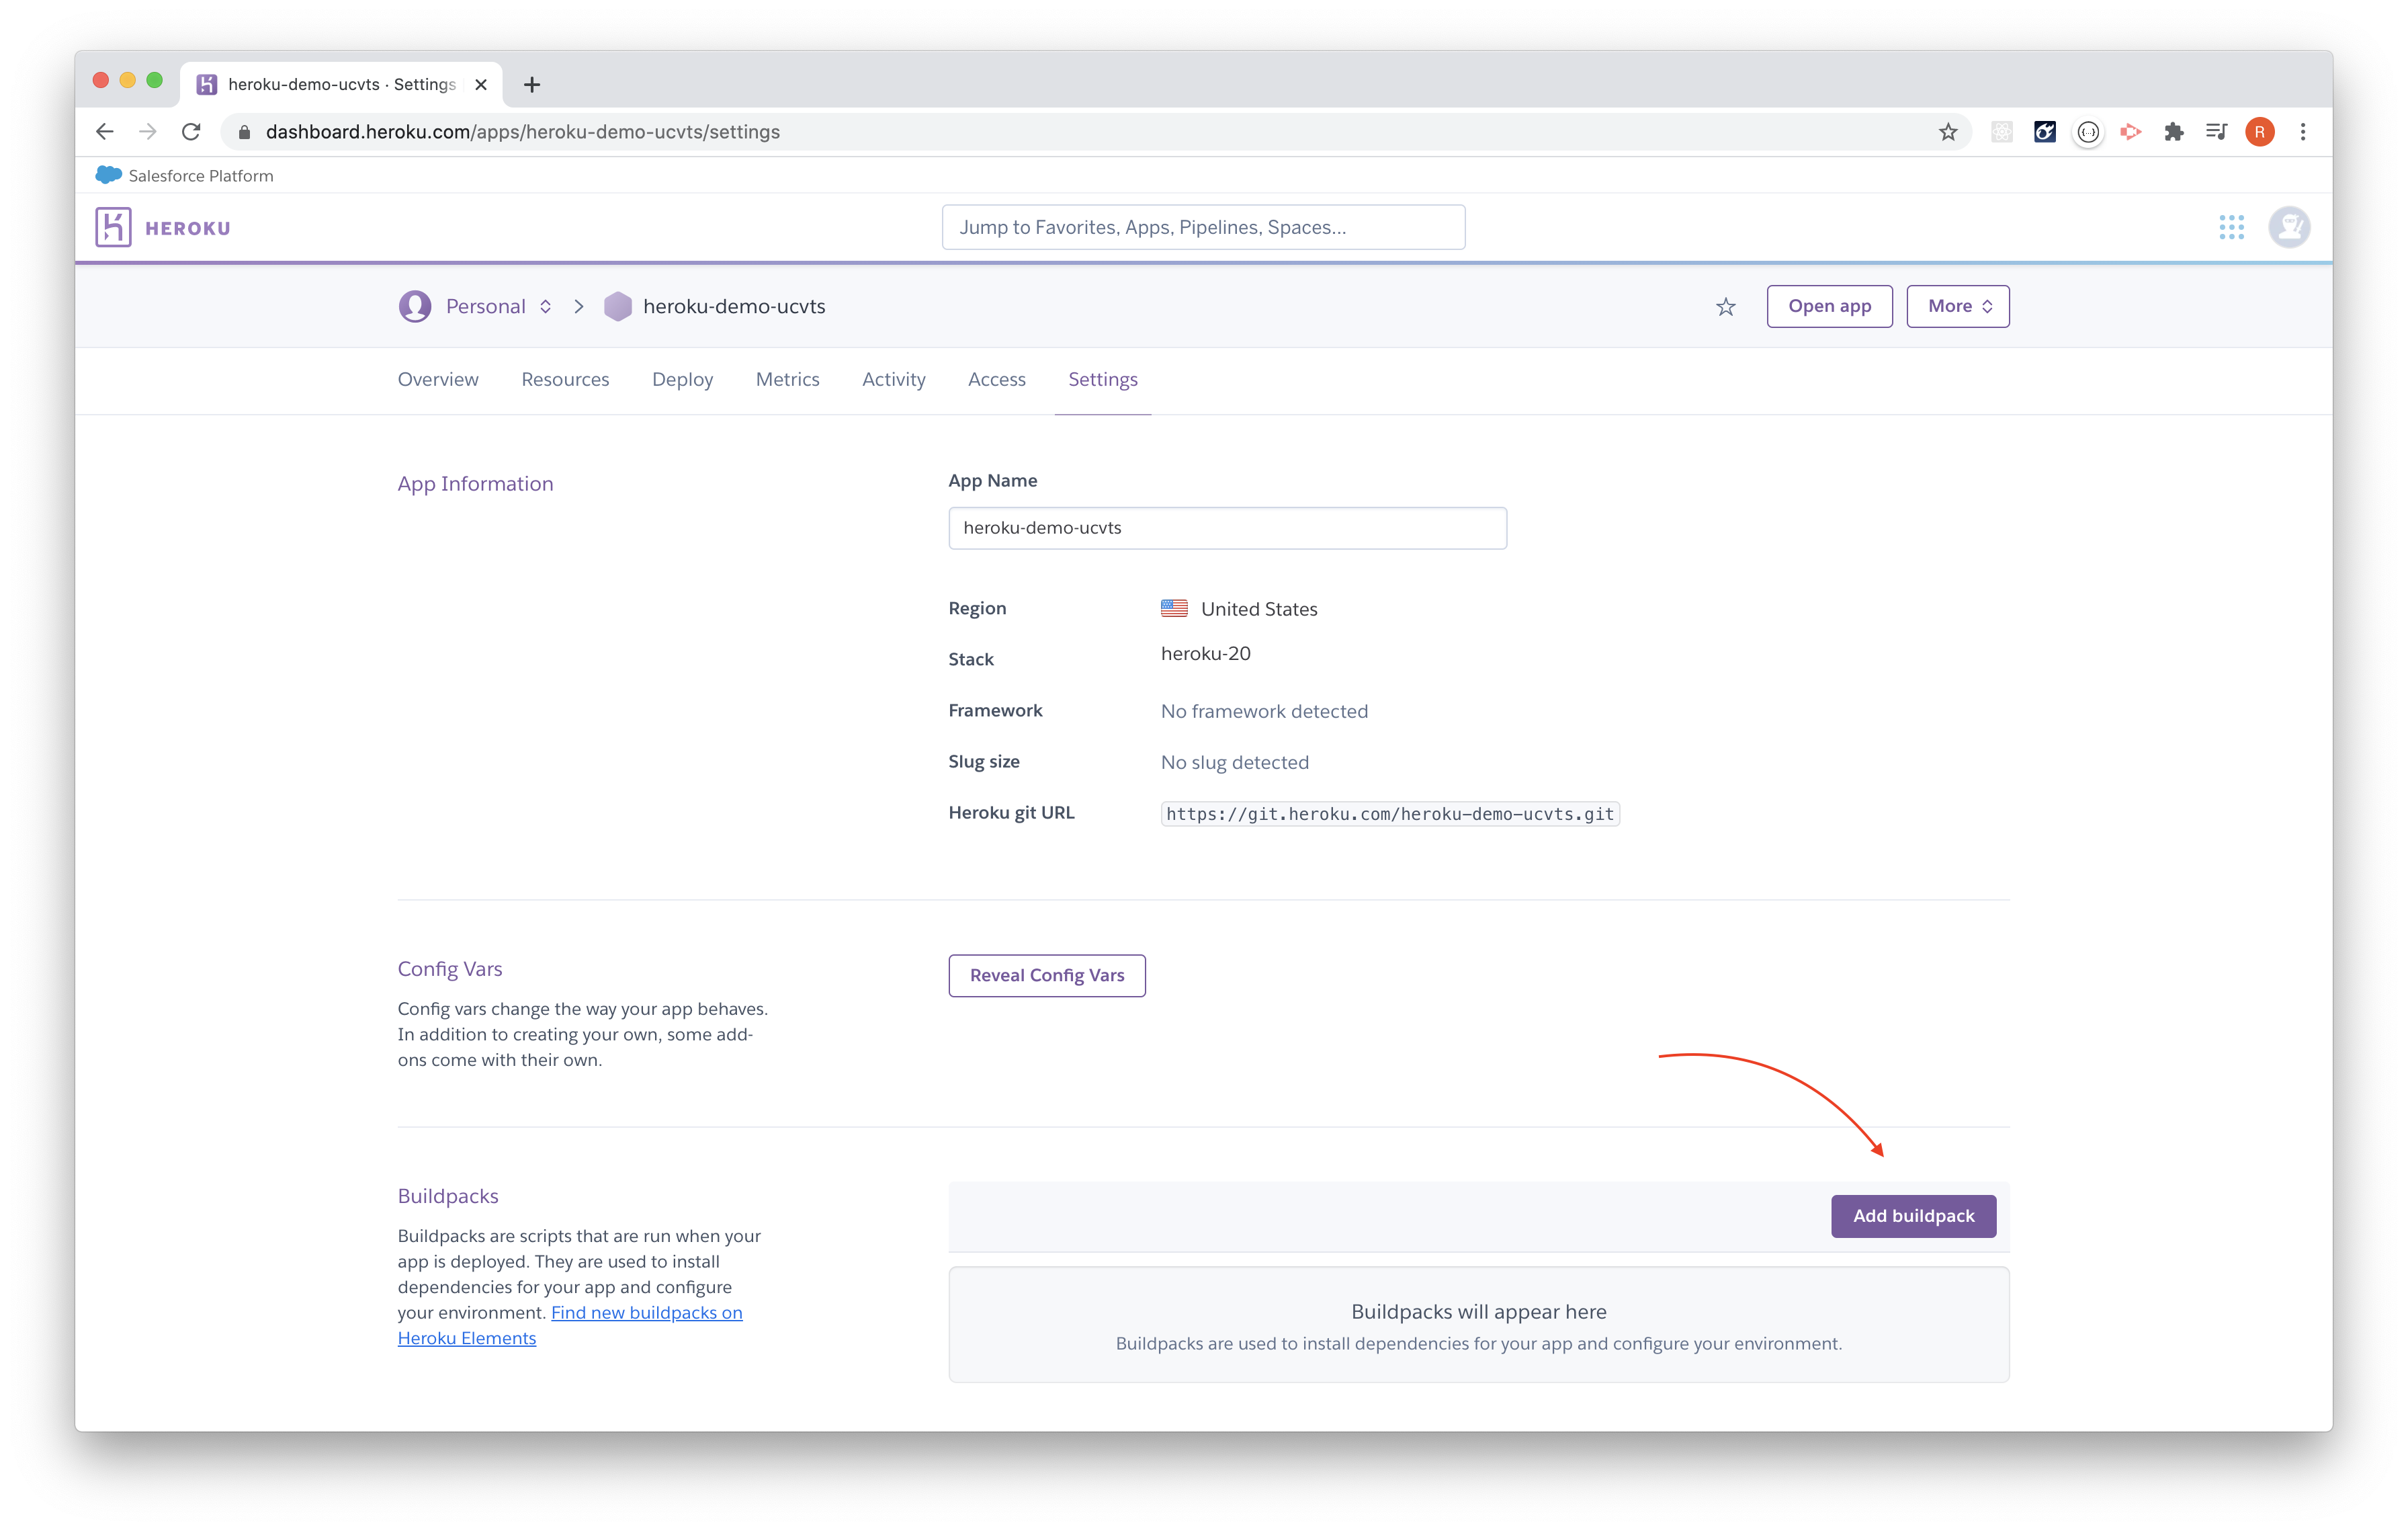 heroku-demo-ucvts · Settings
dashboard.heroku.com/apps/heroku-demo-ucvts/settings
R
Salesforce Platform
HEROKU
Jump to Favorites, Apps, Pipelines, Spaces...
Personal
heroku-demo-ucvts
Open app
More
Overview
Resources
Deploy
Metrics
Activity
Access
Settings
App Information
App Name
heroku-demo-ucvts
Region
United States
Stack
heroku-20
Framework
No framework detected
Slug size
No slug detected
Heroku git URL
https://git.heroku.com/heroku-demo-ucvts.git
Config Vars
Config vars change the way your app behaves.
In addition to creating your own, some add-
ons come with their own.
Reveal Config Vars
Buildpacks
Buildpacks are scripts that are run when your
app is deployed. They are used to install
dependencies for your app and configure
your environment. Find new buildpacks on
Heroku Elements
Add buildpack
Buildpacks will appear here
Buildpacks are used to install dependencies for your app and configure your environment.